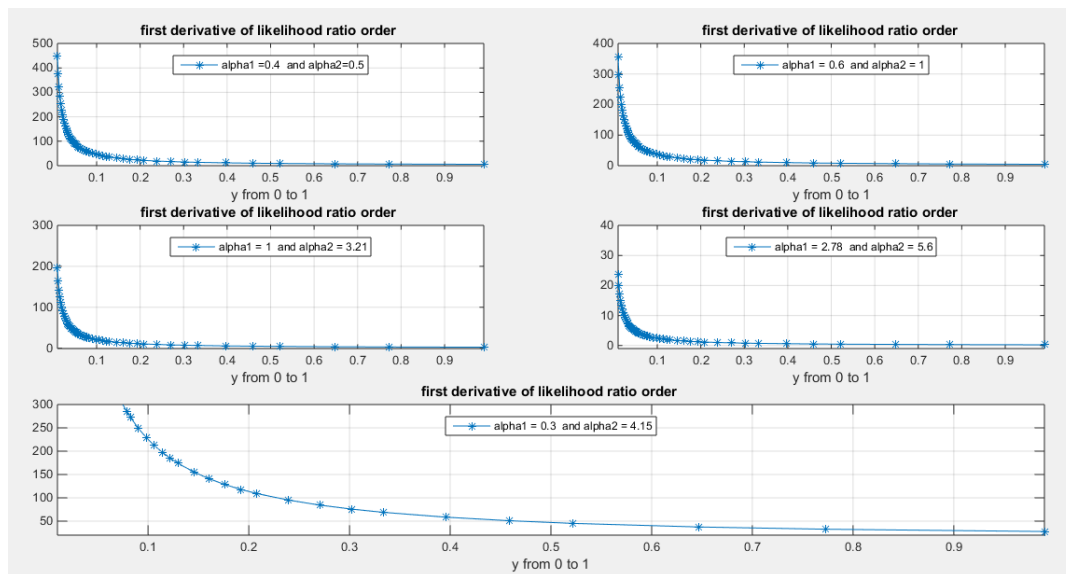 first derivative of likelihood ratio order
500
400
300
200
100
0
alpha1 =0.4 and alpha2=0.5
0.1 0.2 0.3 0.4 0.5 0.6 0.7 0.8 0.9
y from 0 to 1
first derivative of likelihood ratio order
400
300
200
100
0
alpha1 = 0.6 and alpha2 = 1
0.1 0.2 0.3 0.4 0.5 0.6 0.7 0.8 0.9
y from 0 to 1
first derivative of likelihood ratio order
300
200
100
0
alpha1 = 1 and alpha2 = 3.21
0.1 0.2 0.3 0.4 0.5 0.6 0.7 0.8 0.9
y from 0 to 1
first derivative of likelihood ratio order
40
30
20
10
0
alpha1 = 2.78 and alpha2 = 5.6
0.1 0.2 0.3 0.4 0.5 0.6 0.7 0.8 0.9
y from 0 to 1
first derivative of likelihood ratio order
300
250
200
150
100
50
alpha1 = 0.3 and alpha2 = 4.15
0.1 0.2 0.3 0.4 0.5 0.6 0.7 0.8 0.9
y from 0 to 1